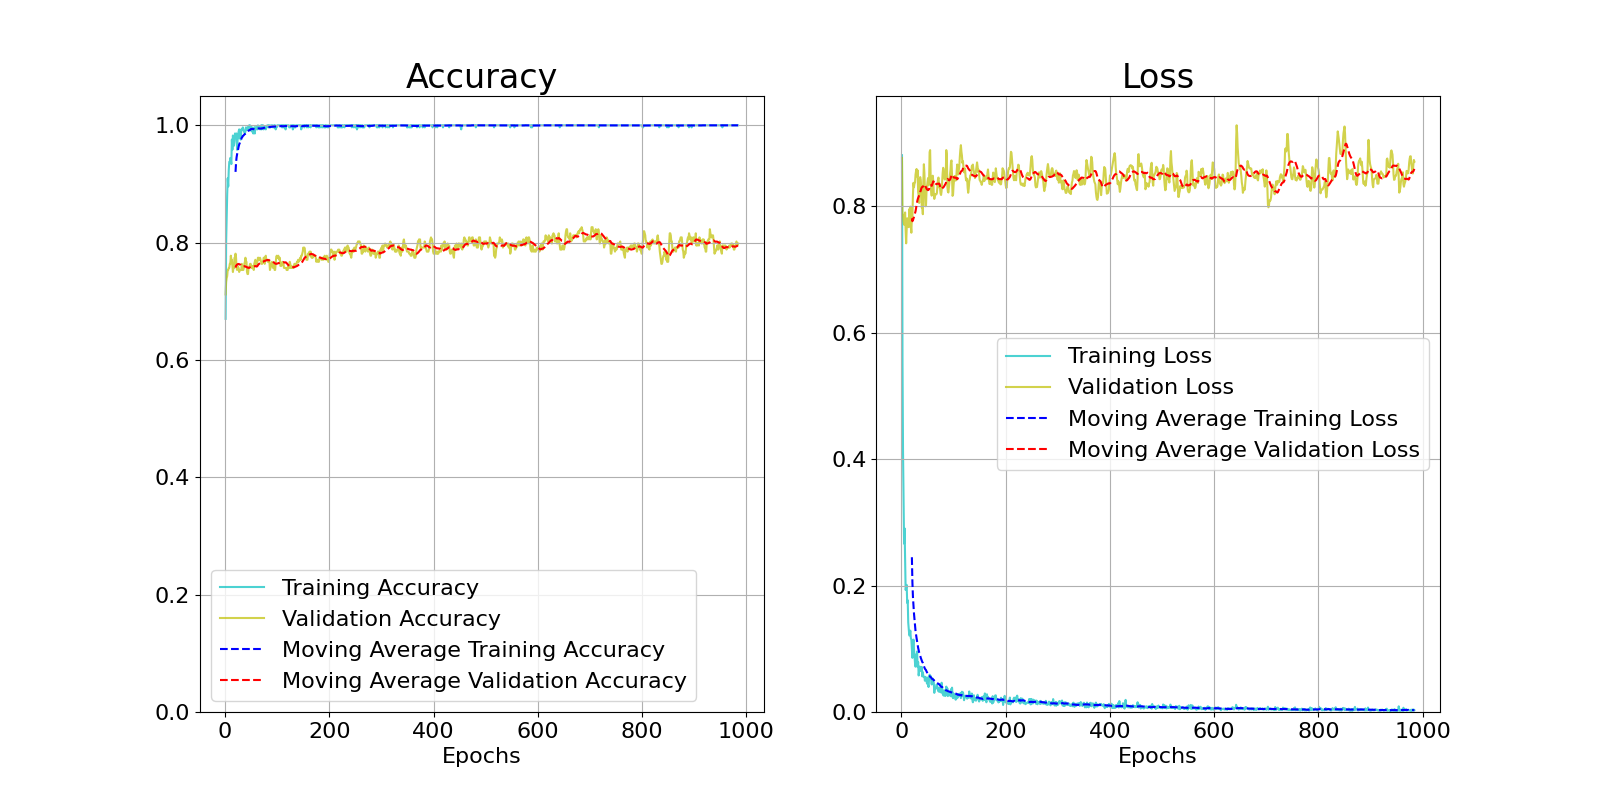 Accuracy
1.0
0.8
0.6
0.4
0.2
0.0
Training Accuracy
Validation Accuracy
Moving Average Training Accuracy
Moving Average Validation Accuracy
0 200 400 600 800 1000
Epochs
Loss
0.8
0.6
0.4
0.2
0.0
Training Loss
Validation Loss
Moving Average Training Loss
Moving Average Validation Loss
0 200 400 600 800 1000
Epochs